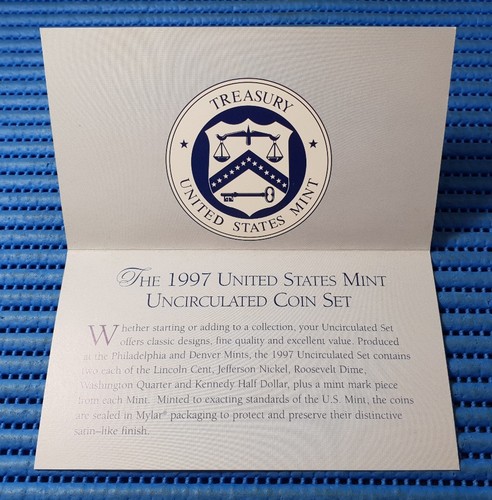 TREASURY
UNITED STATES MINT
THE 1997 UNITED STATES MINT
UNCIRCULATED COIN SET
Whether starting or adding to a collection, your Uncirculated Set
offers classic designs, fine quality and excellent value. Produced
at the Philadelphia and Denver Mints, the 1997 Uncirculated Set contains
two each of the Lincoln Cent, Jefferson Nickel, Roosevelt Dime,
Washington Quarter and Kennedy Half Dollar, plus a mint mark piece
from each Mint. Minted to exacting standards of the U.S. Mint, the coins
are sealed in Mylar® packaging to protect and preserve their distinctive
satin-like finish.